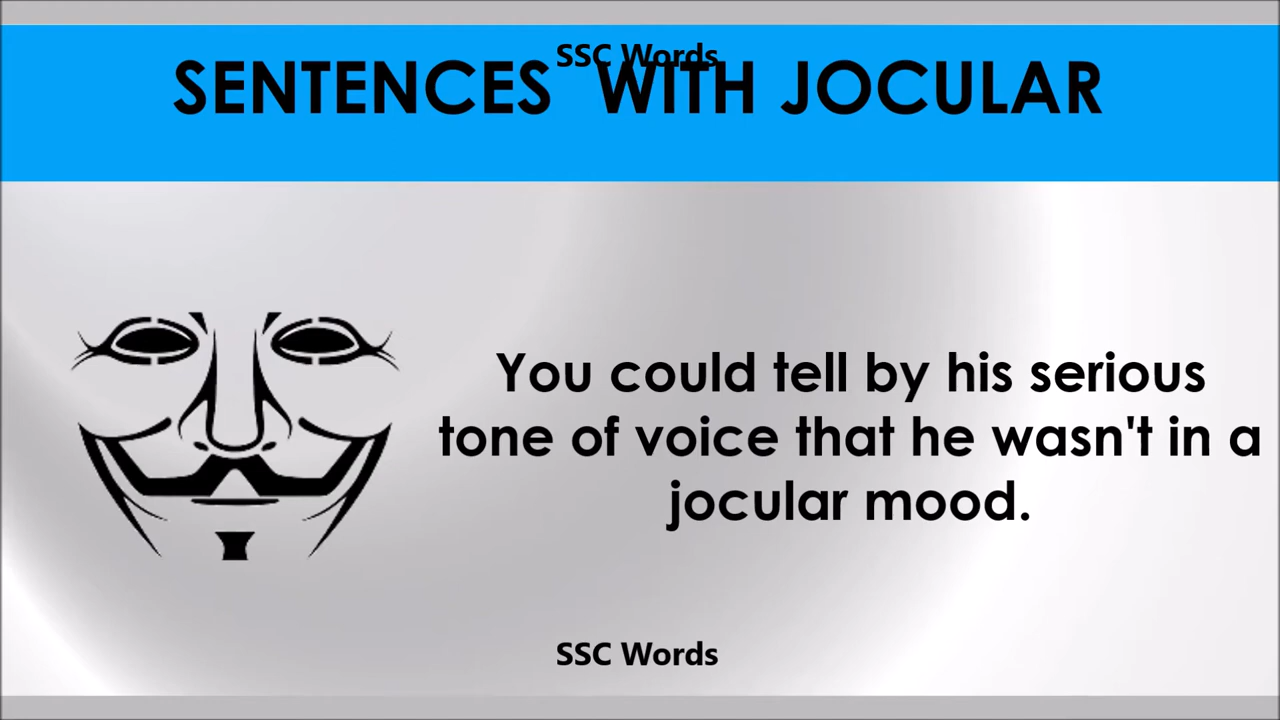 SSC Words
SENTENCES WITH JOCULAR
You could tell by his serious
tone of voice that he wasn't in a
jocular mood.
SSC Words